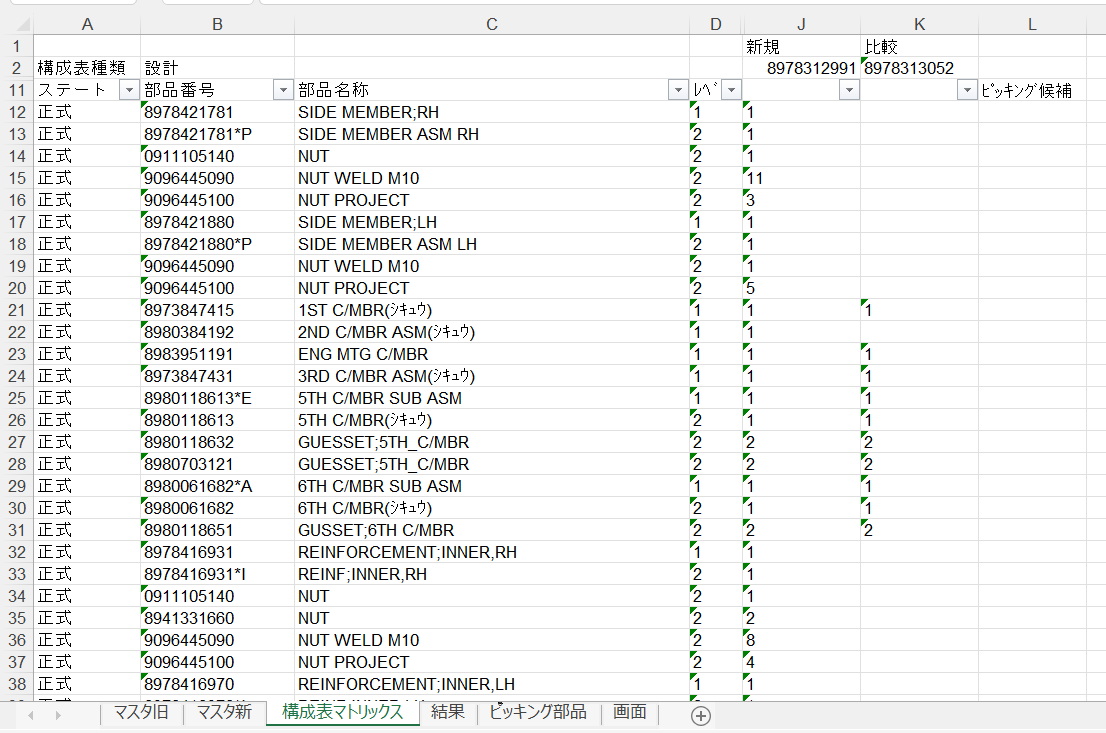 A B C D J K L
1 新規 比較
2 構成表種類 設計 8978312991 8978313052
11 ステート 部品番号 部品名称 ﾚﾍﾞ ﾋﾟｯｷﾝｸﾞ候補
12 正式 8978421781 SIDE MEMBER;RH 1 1
13 正式 8978421781*P SIDE MEMBER ASM RH 2 1
14 正式 0911105140 NUT 2 1
15 正式 9096445090 NUT WELD M10 2 11
16 正式 9096445100 NUT PROJECT 2 3
17 正式 8978421880 SIDE MEMBER;LH 1 1
18 正式 8978421880*P SIDE MEMBER ASM LH 2 1
19 正式 9096445090 NUT WELD M10 2 1
20 正式 9096445100 NUT PROJECT 2 5
21 正式 8973847415 1ST C/MBR(ｼｷｭｳ) 1 1 1
22 正式 8980384192 2ND C/MBR ASM(ｼｷｭｳ) 1 1
23 正式 8983951191 ENG MTG C/MBR 1 1 1
24 正式 8973847431 3RD C/MBR ASM(ｼｷｭｳ) 1 1 1
25 正式 8980118613*E 5TH C/MBR SUB ASM 1 1 1
26 正式 8980118613 5TH C/MBR(ｼｷｭｳ) 2 1 1
27 正式 8980118632 GUESSET;5TH_C/MBR 2 2 2
28 正式 8980703121 GUESSET;5TH_C/MBR 2 2 2
29 正式 8980061682*A 6TH C/MBR SUB ASM 1 1 1
30 正式 8980061682 6TH C/MBR(ｼｷｭｳ) 2 1 1
31 正式 8980118651 GUSSET;6TH C/MBR 2 2 2
32 正式 8978416931 REINFORCEMENT;INNER,RH 1 1
33 正式 8978416931*I REINF;INNER,RH 2 1
34 正式 0911105140 NUT 2 1
35 正式 8941331660 NUT 2 2
36 正式 9096445090 NUT WELD M10 2 8
37 正式 9096445100 NUT PROJECT 2 4
38 正式 8978416970 REINFORCEMENT;INNER,LH 1 1
マスタ旧 マスタ新 構成表マトリックス 結果 ピッキング部品 画面